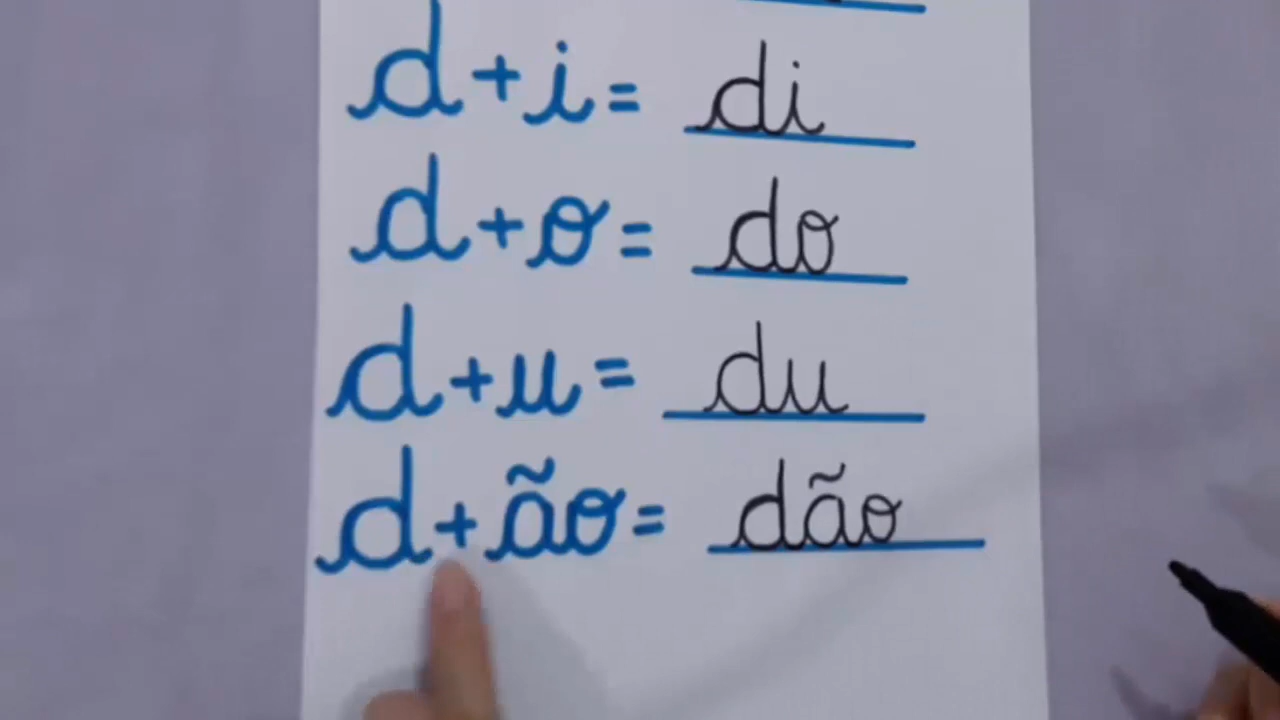 d+i= di
d+o= do
d+u= du
d+ão= dão